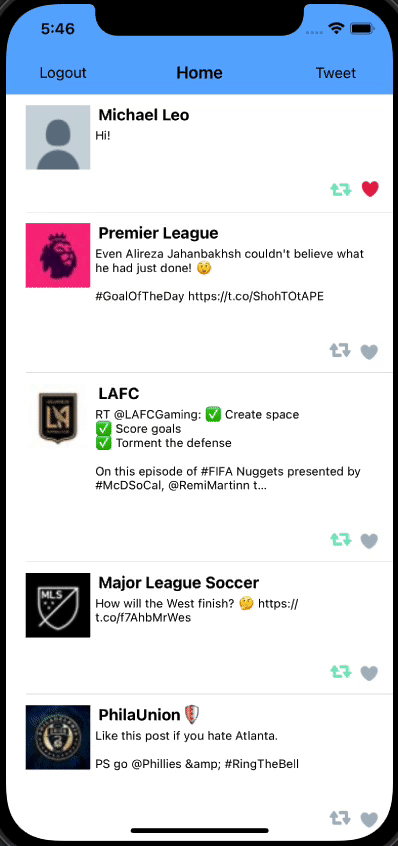 5:46
Logout Home Tweet
Michael Leo
Hi!
Premier League
Even Alireza Jahanbakhsh couldn't believe what
he had just done! 😲
#GoalOfTheDay https://t.co/ShohTOtAPE
LA
LAFC
RT @LAFCGaming: ✅ Create space
✅ Score goals
✅ Torment the defense
On this episode of #FIFA Nuggets presented by
#McDSoCal, @RemiMartinn t...
MLS
Major League Soccer
How will the West finish? 🤔 https://
t.co/f7AhbMrWes
PhilaUnion
Like this post if you hate Atlanta.
PS go @Phillies &amp; #RingTheBell